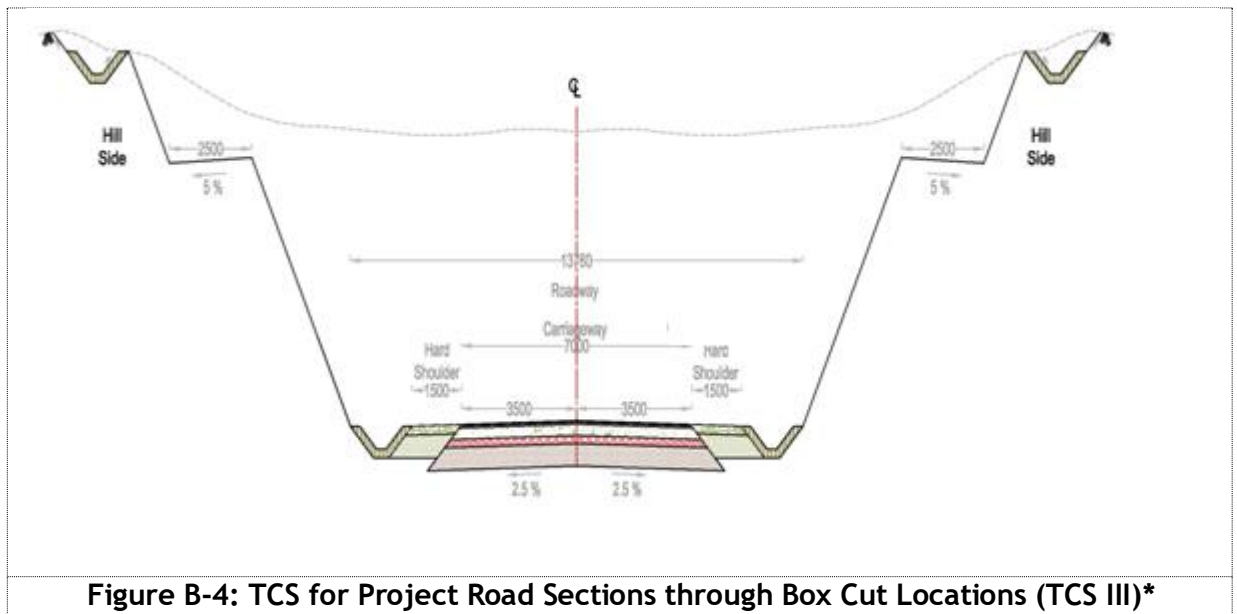 ℄
Hill
Side
Hill
Side
2500
2500
5 %
5 %
13780
Roadway
Carriageway
7000
Hard
Shoulder
1500
Hard
Shoulder
1500
3500
3500
2.5 %
2.5 %
Figure B-4: TCS for Project Road Sections through Box Cut Locations (TCS III)*